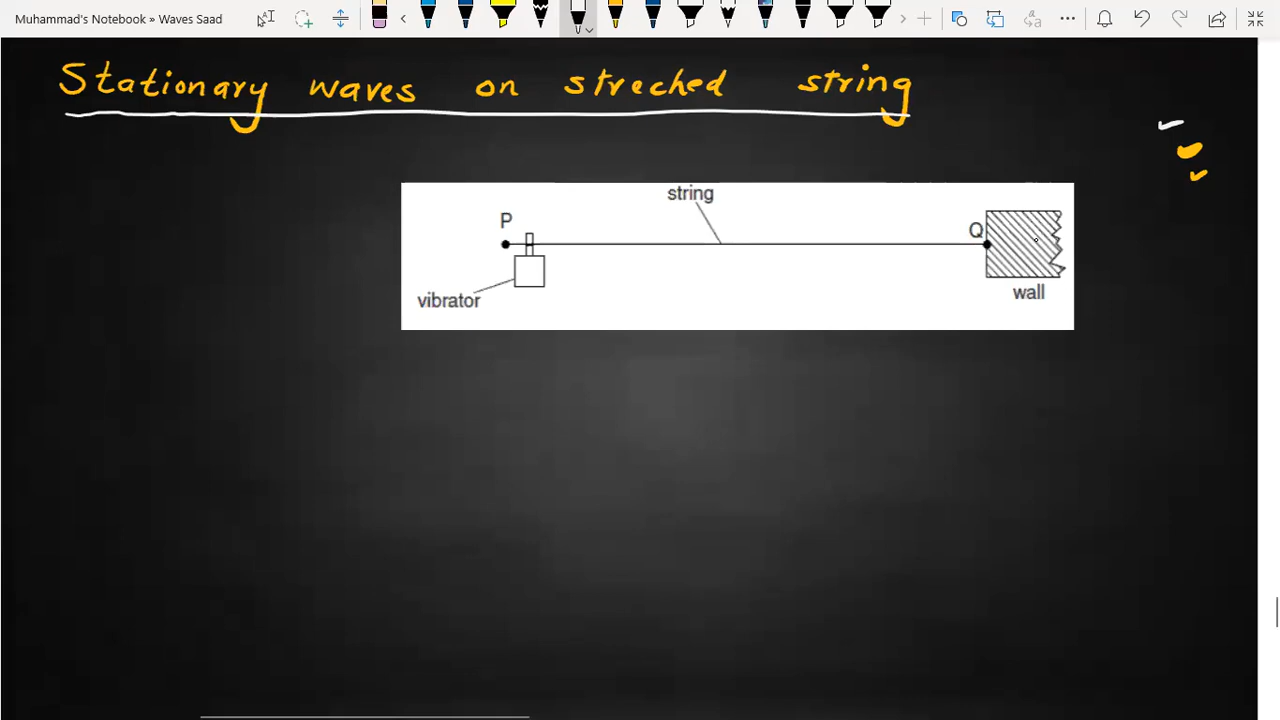 Muhammad's Notebook » Waves Saad
Stationary waves on streched string
string
P
Q
vibrator
wall